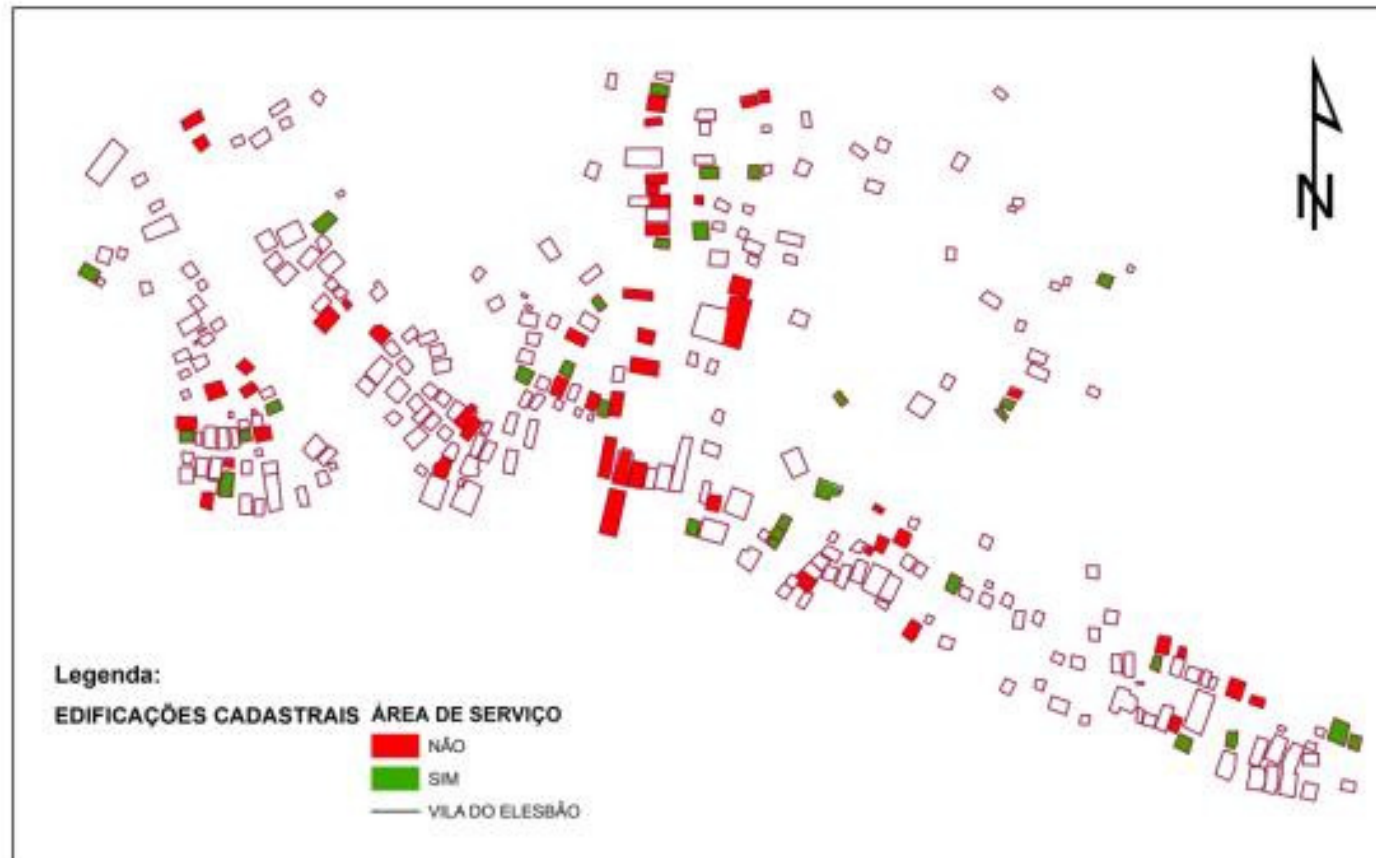 N
Legenda:
EDIFICAÇÕES CADASTRAIS ÁREA DE SERVIÇO
NÃO
SIM
VILA DO ELESBÃO